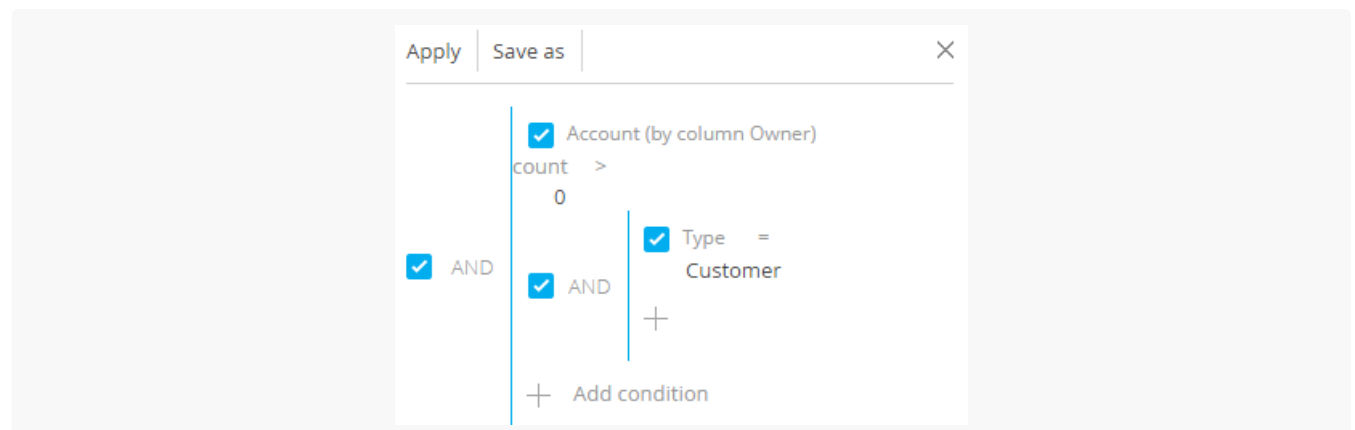 Apply Save as
Account (by column Owner)
count >
0
Type =
AND
Customer
AND
Add condition